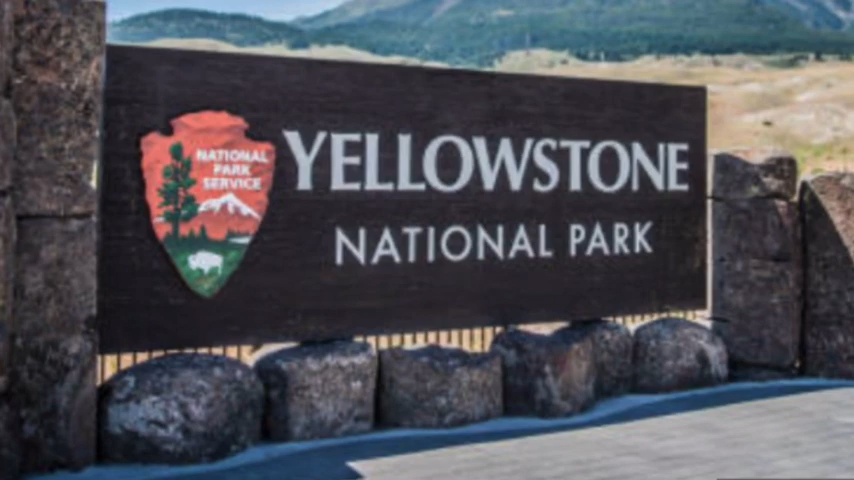 NATIONAL
PARK
SERVICE
YELLOWSTONE
NATIONAL PARK